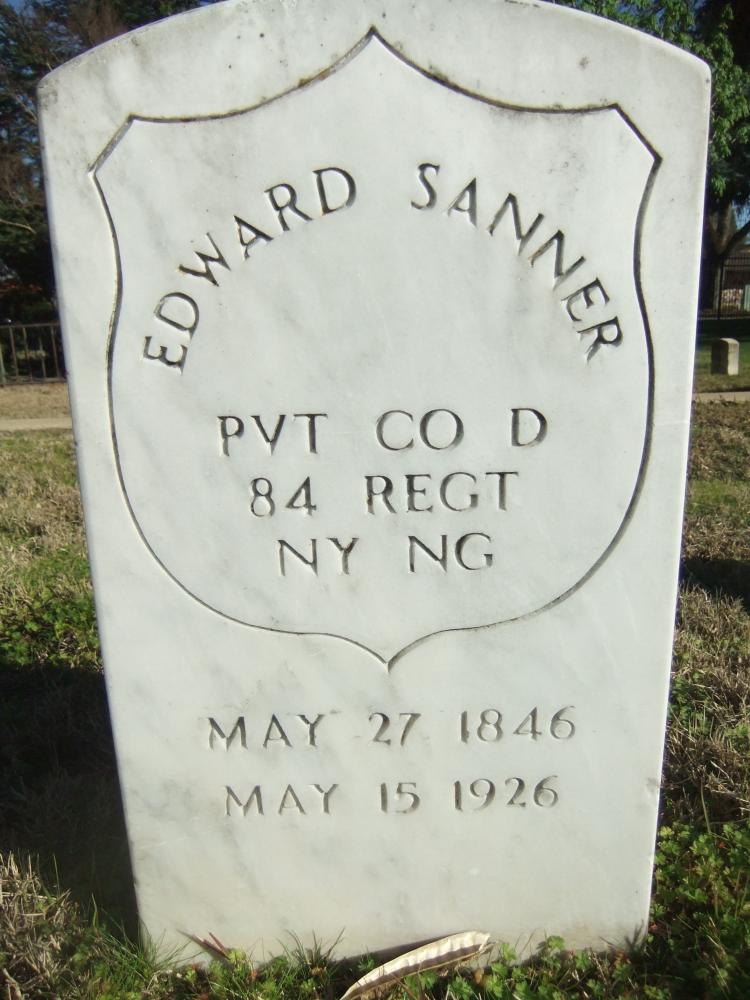 EDWARD SANNER
PVT CO D
84 REGT
NY NG
MAY 27 1846
MAY 15 1926